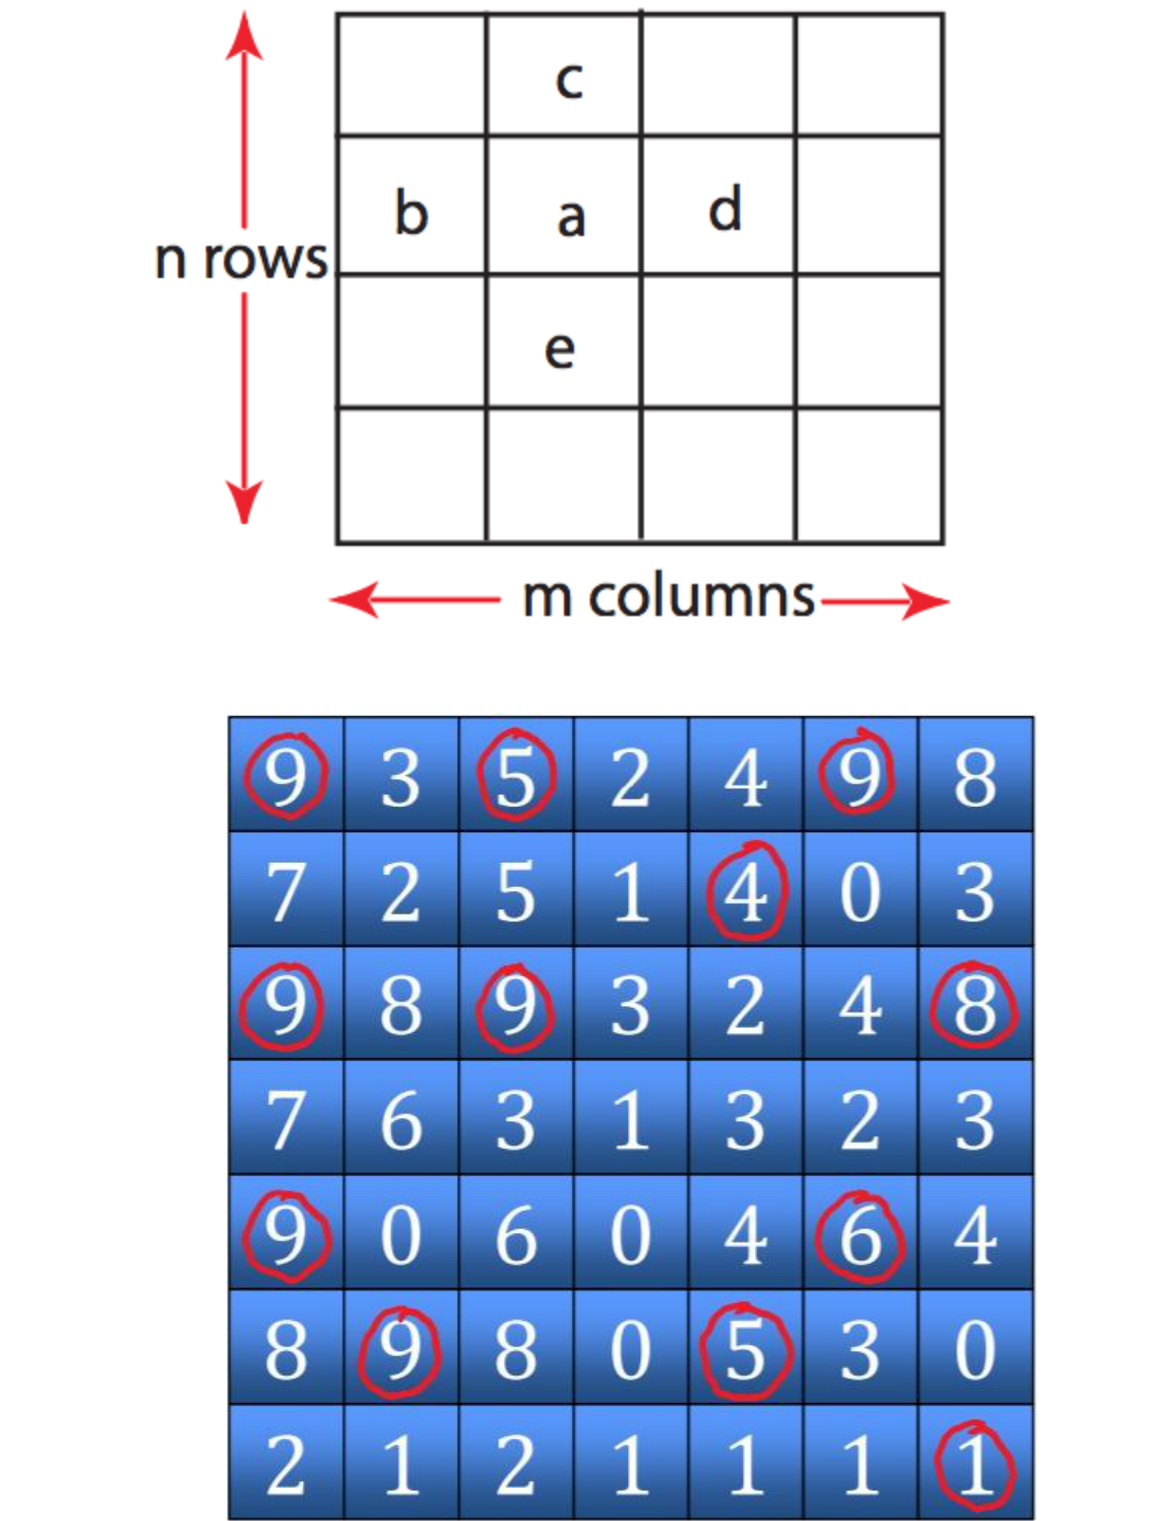 c
b a d
n rows
e
m columns
9 3 5 2 4 9 8
7 2 5 1 4 0 3
9 8 9 3 2 4 8
7 6 3 1 3 2 3
9 0 6 0 4 6 4
8 9 8 0 5 3 0
2 1 2 1 1 1 1